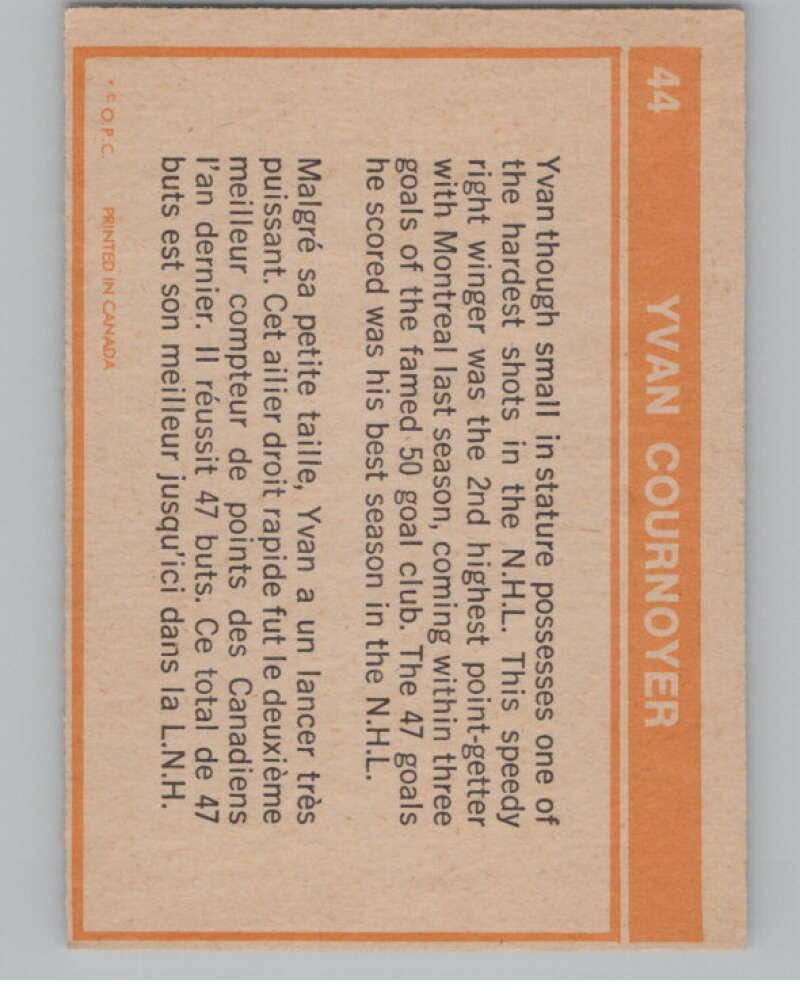 44 YVAN COURNOYER
Yvan though small in stature possesses one of
the hardest shots in the N.H.L. This speedy
right winger was the 2nd highest point-getter
with Montreal last season, coming within three
goals of the famed 50 goal club. The 47 goals
he scored was his best season in the N.H.L.
Malgré sa petite taille, Yvan a un lancer très
puissant. Cet ailier droit rapide fut le deuxième
meilleur compteur de points des Canadiens
l'an dernier. Il réussit 47 buts. Ce total de 47
buts est son meilleur jusqu'ici dans la L.N.H.
* © O.P.C. PRINTED IN CANADA